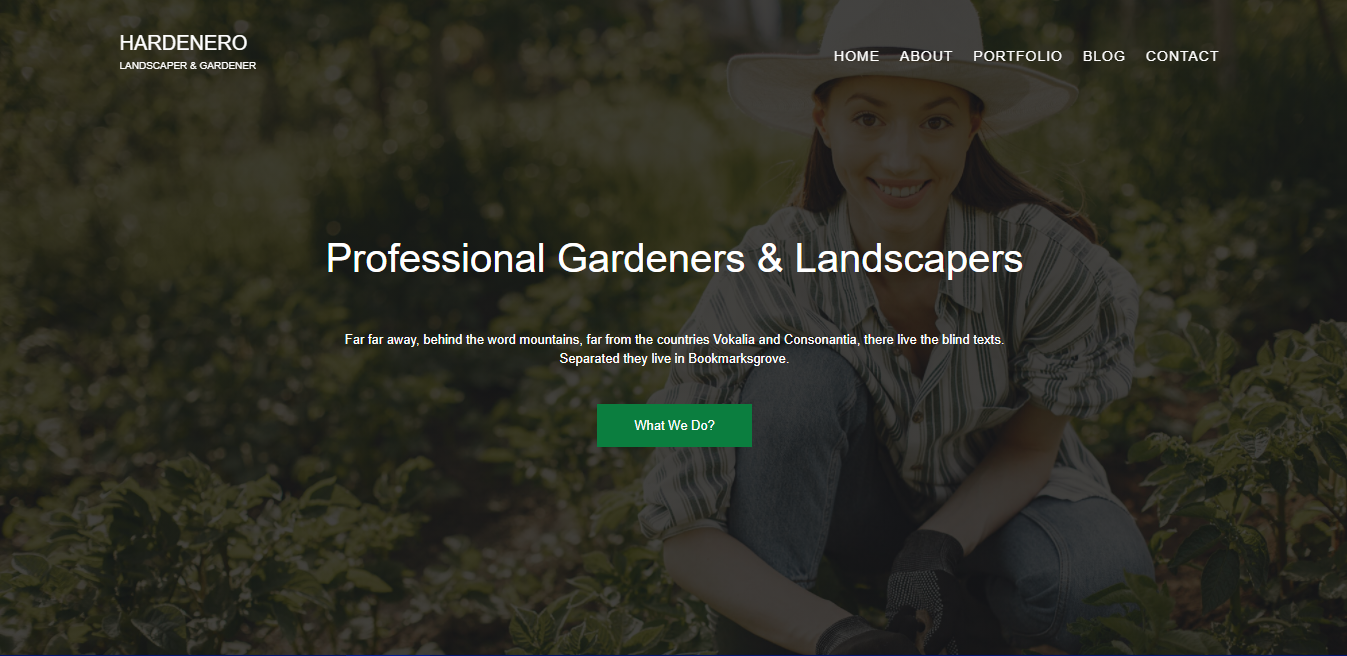 HARDENERO
LANDSCAPER & GARDENER
HOME ABOUT PORTFOLIO BLOG CONTACT
Professional Gardeners & Landscapers
Far far away, behind the word mountains, far from the countries Vokalia and Consonantia, there live the blind texts.
Separated they live in Bookmarksgrove.
What We Do?